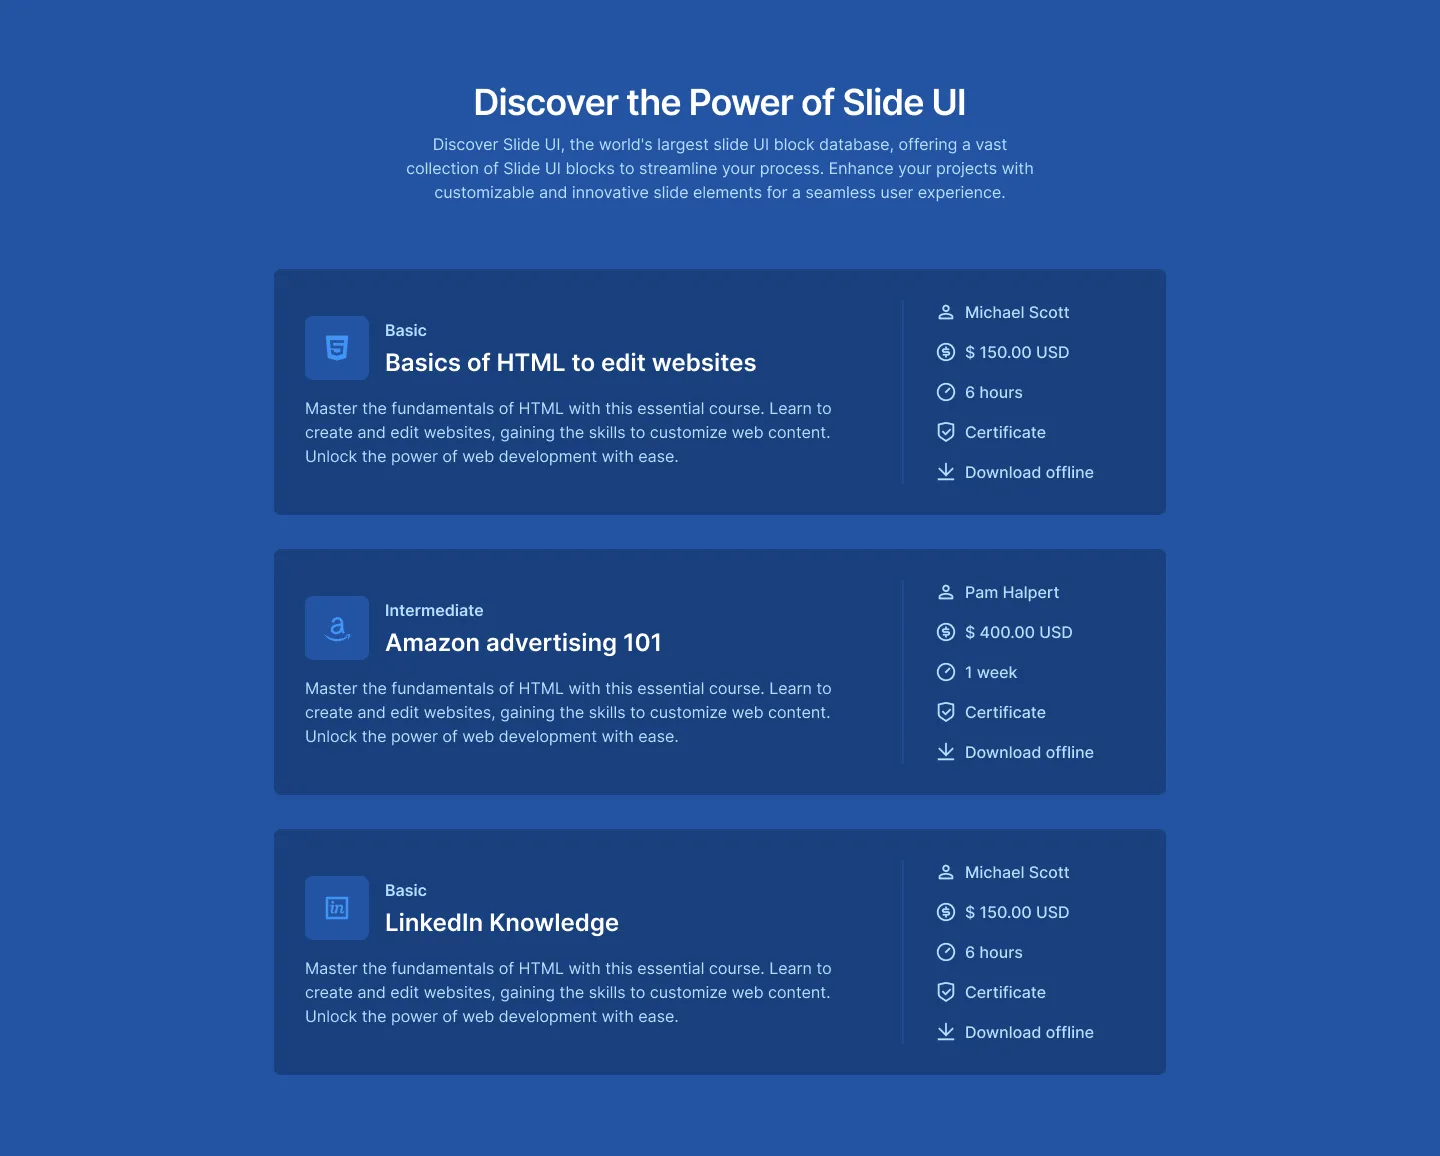 Discover the Power of Slide UI
Discover Slide UI, the world's largest slide UI block database, offering a vast
collection of Slide UI blocks to streamline your process. Enhance your projects with
customizable and innovative slide elements for a seamless user experience.
Basic
Basics of HTML to edit websites
Master the fundamentals of HTML with this essential course. Learn to
create and edit websites, gaining the skills to customize web content.
Unlock the power of web development with ease.
Michael Scott
$ 150.00 USD
6 hours
Certificate
Download offline
Intermediate
Amazon advertising 101
Master the fundamentals of HTML with this essential course. Learn to
create and edit websites, gaining the skills to customize web content.
Unlock the power of web development with ease.
Pam Halpert
$ 400.00 USD
1 week
Certificate
Download offline
Basic
LinkedIn Knowledge
Master the fundamentals of HTML with this essential course. Learn to
create and edit websites, gaining the skills to customize web content.
Unlock the power of web development with ease.
Michael Scott
$ 150.00 USD
6 hours
Certificate
Download offline